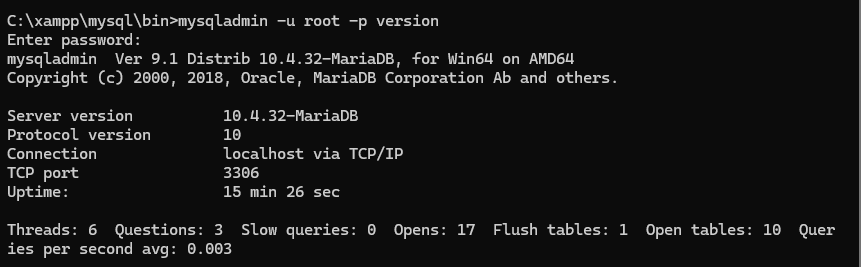 C:\xampp\mysql\bin>mysqladmin -u root -p version
Enter password:
mysqladmin  Ver 9.1 Distrib 10.4.32-MariaDB, for Win64 on AMD64
Copyright (c) 2000, 2018, Oracle, MariaDB Corporation Ab and others.

Server version          10.4.32-MariaDB
Protocol version        10
Connection              localhost via TCP/IP
TCP port                3306
Uptime:                 15 min 26 sec

Threads: 6  Questions: 3  Slow queries: 0  Opens: 17  Flush tables: 1  Open tables: 10  Quer
ies per second avg: 0.003